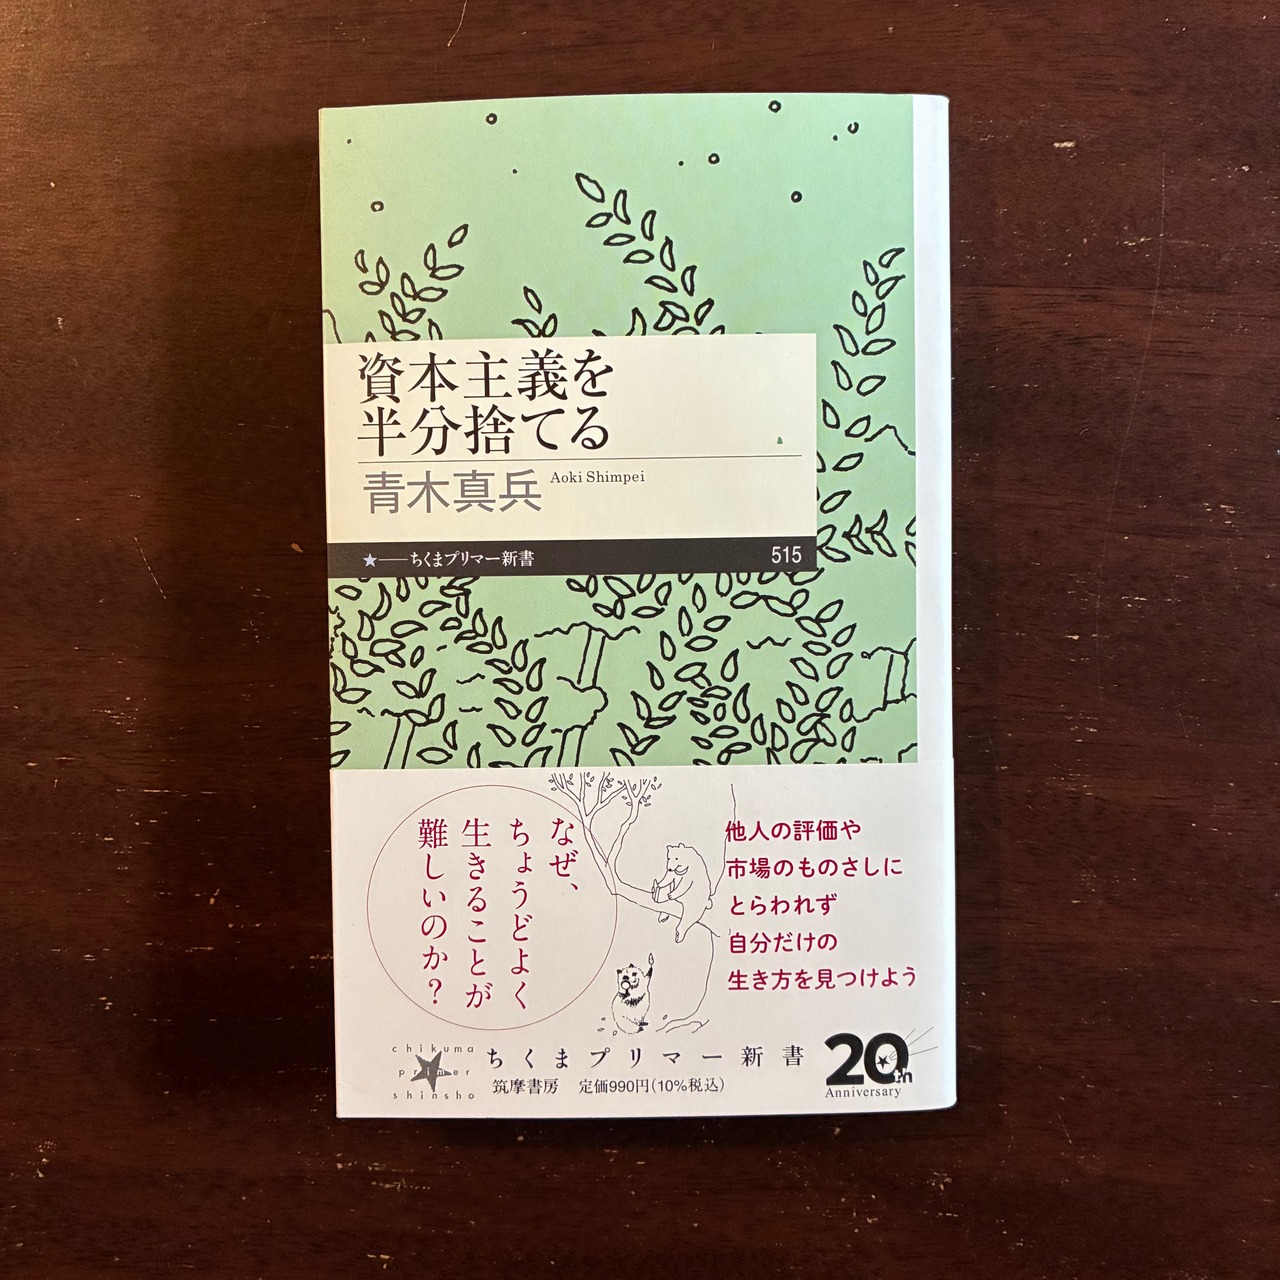 資本主義を
半分捨てる
青木真兵 Aoki Shimpei
★──ちくまプリマー新書 515
なぜ、
ちょうどよく
生きることが
難しいのか？
他人の評価や
市場のものさしに
とらわれず
自分だけの
生き方を見つけよう
chikuma
primer
shinsho
ちくまプリマー新書
筑摩書房 定価990円(10%税込)
20th
Anniversary